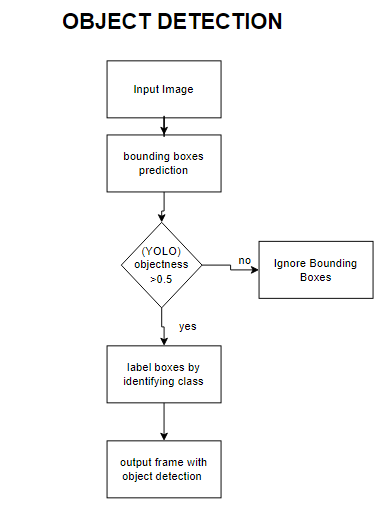 OBJECT DETECTION
Input Image
bounding boxes
prediction
(YOLO)
objectness
>0.5
no
Ignore Bounding
Boxes
yes
label boxes by
identifying class
output frame with
object detection